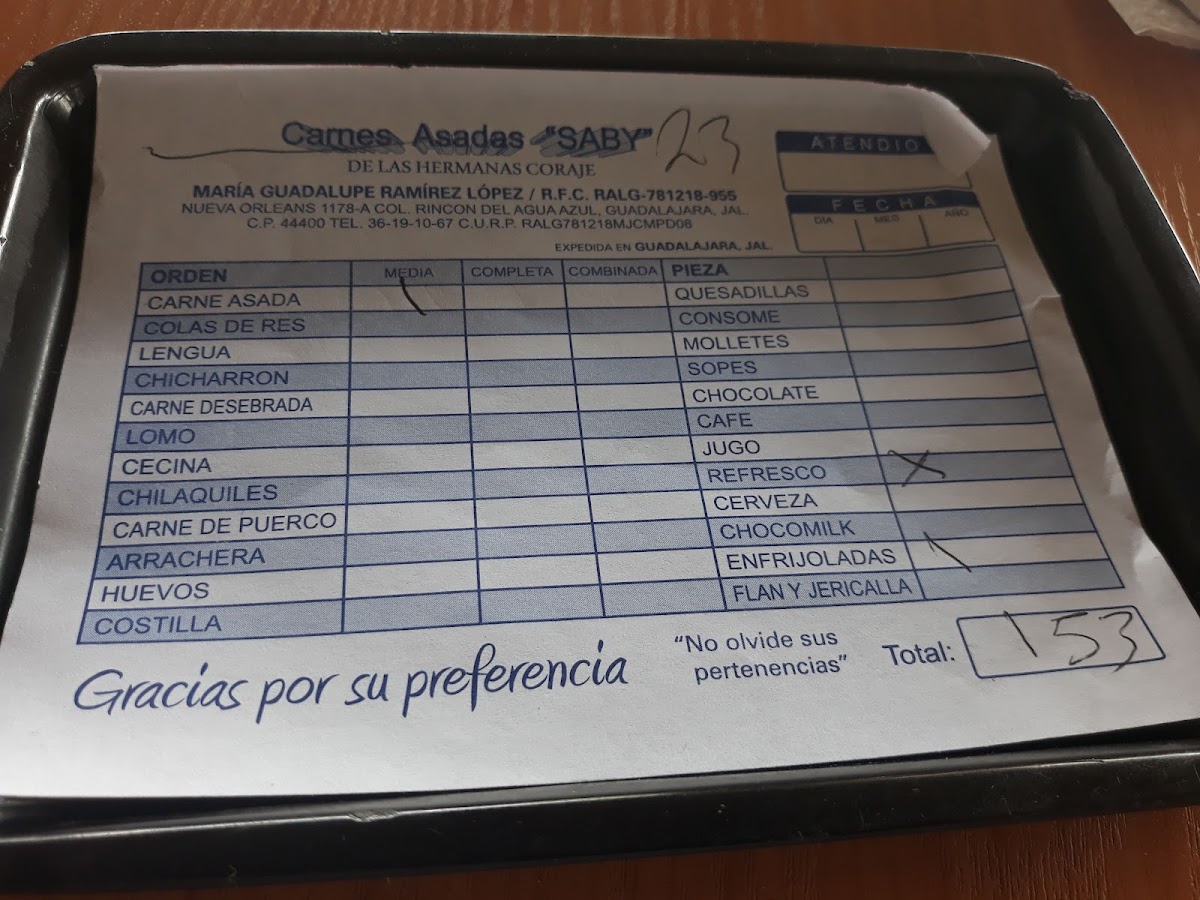 Carnes Asadas "SABY" 23
DE LAS HERMANAS CORAJE
MARÍA GUADALUPE RAMÍREZ LÓPEZ / R.F.C. RALG-781218-955
NUEVA ORLEANS 1178-A COL. RINCON DEL AGUA AZUL, GUADALAJARA, JAL.
C.P. 44400 TEL. 36-19-10-67 C.U.R.P. RALG781218MJCMPD08
EXPEDIDA EN GUADALAJARA, JAL.
ATENDIO
FECHA
DIA MES AÑO
ORDEN MEDIA COMPLETA COMBINADA PIEZA
CARNE ASADA \ QUESADILLAS
COLAS DE RES CONSOME
LENGUA MOLLETES
CHICHARRON SOPES
CARNE DESEBRADA CHOCOLATE
LOMO CAFE
CECINA JUGO
CHILAQUILES REFRESCO X
CARNE DE PUERCO CERVEZA
ARRACHERA CHOCOMILK
HUEVOS ENFRIJOLADAS \
COSTILLA FLAN Y JERICALLA
Gracias por su preferencia
"No olvide sus
pertenencias"
Total: 153